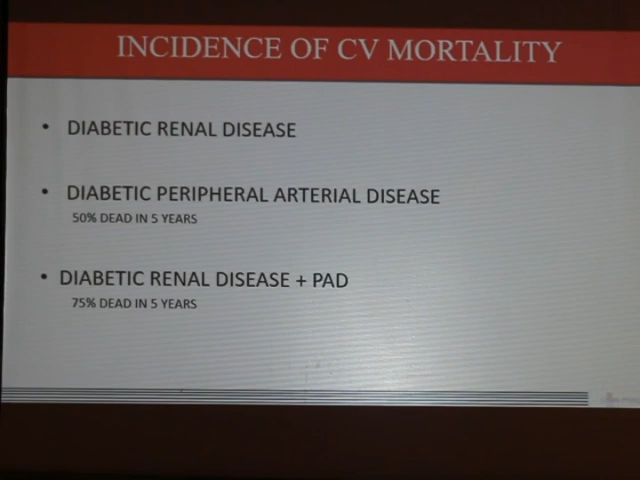 INCIDENCE OF CV MORTALITY
• DIABETIC RENAL DISEASE
• DIABETIC PERIPHERAL ARTERIAL DISEASE
50% DEAD IN 5 YEARS
• DIABETIC RENAL DISEASE + PAD
75% DEAD IN 5 YEARS